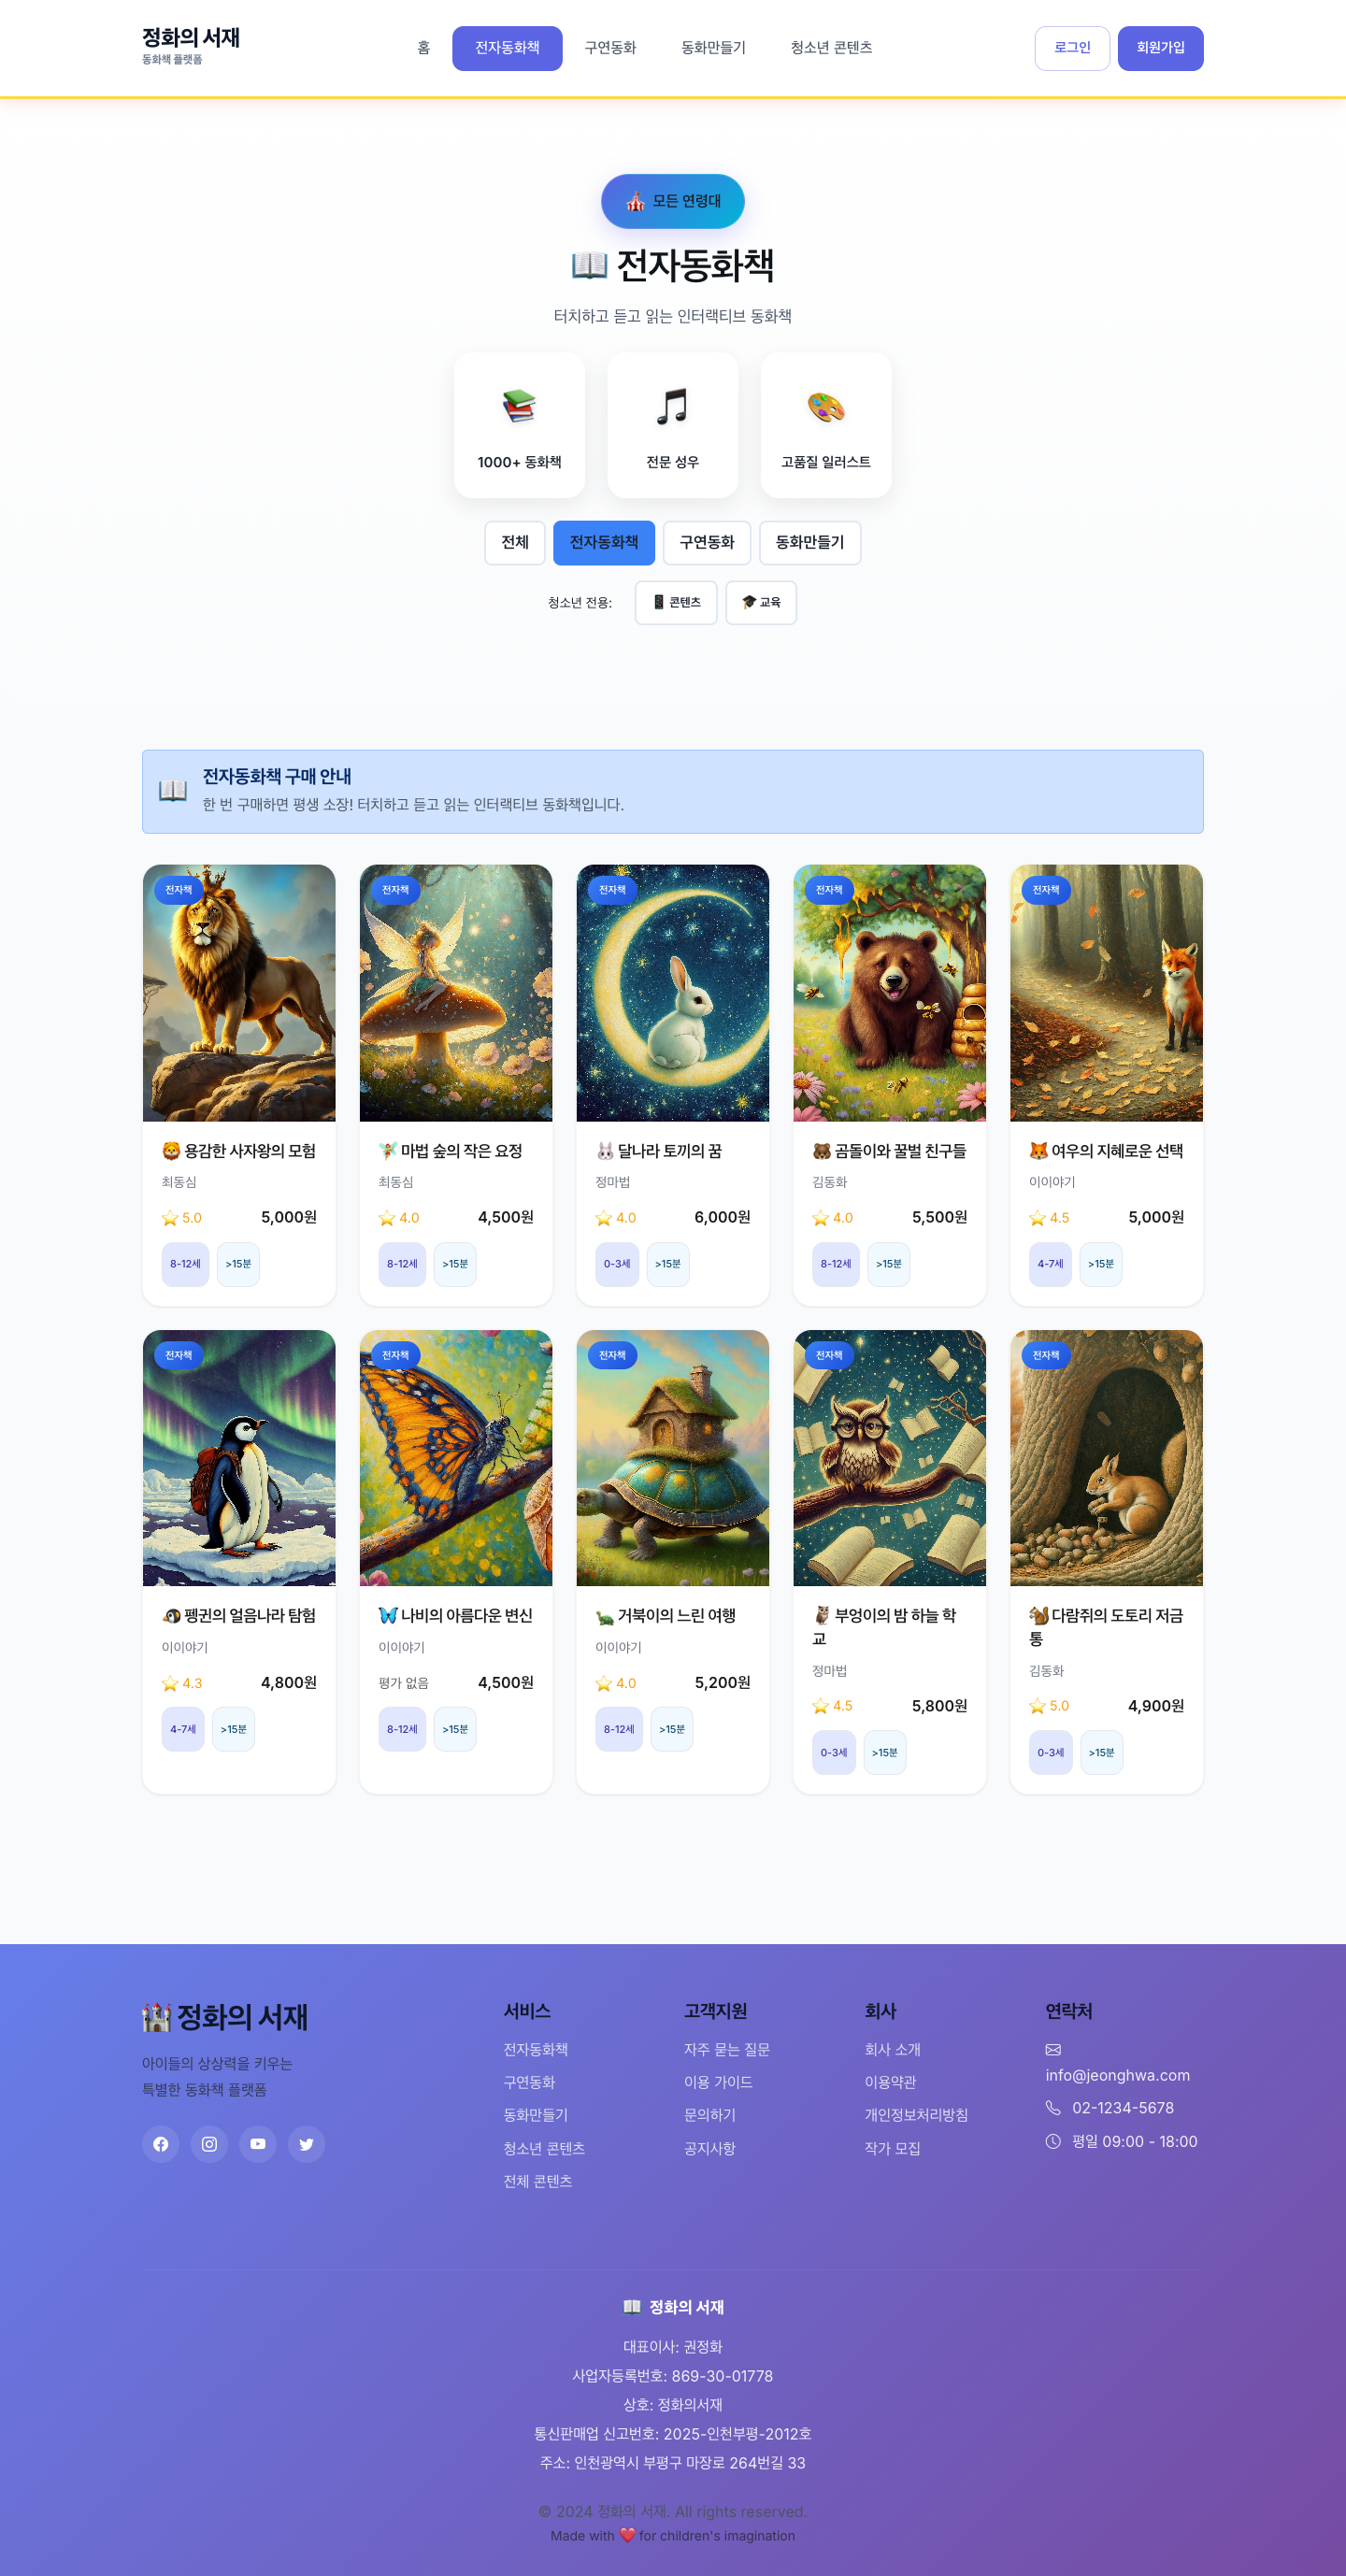 정화의 서재
동화책 플랫폼
홈
전자동화책
구연동화
동화만들기
청소년 콘텐츠
로그인
회원가입
🎪 모든 연령대
📖 전자동화책
터치하고 듣고 읽는 인터랙티브 동화책
📚
🎵
🎨
1000+ 동화책
전문 성우
고품질 일러스트
전체
전자동화책
구연동화
동화만들기
청소년 전용:
📱 콘텐츠
🎓 교육
📖
전자동화책 구매 안내
한 번 구매하면 평생 소장! 터치하고 듣고 읽는 인터랙티브 동화책입니다.
전자책
🦁 용감한 사자왕의 모험
최동심
⭐ 5.0
5,000원
8-12세
>15분
전자책
🧚 마법 숲의 작은 요정
최동심
⭐ 4.0
4,500원
8-12세
>15분
전자책
🐰 달나라 토끼의 꿈
정마법
⭐ 4.0
6,000원
0-3세
>15분
전자책
🐻 곰돌이와 꿀벌 친구들
김동화
⭐ 4.0
5,500원
8-12세
>15분
전자책
🦊 여우의 지혜로운 선택
이이야기
⭐ 4.5
5,000원
4-7세
>15분
전자책
🐧 펭귄의 얼음나라 탐험
이이야기
⭐ 4.3
4,800원
4-7세
>15분
전자책
🦋 나비의 아름다운 변신
이이야기
평가 없음
4,500원
8-12세
>15분
전자책
🐢 거북이의 느린 여행
이이야기
⭐ 4.0
5,200원
8-12세
>15분
전자책
🦉 부엉이의 밤 하늘 학
교
정마법
⭐ 4.5
5,800원
0-3세
>15분
전자책
🐿️ 다람쥐의 도토리 저금
통
김동화
⭐ 5.0
4,900원
0-3세
>15분
🏰 정화의 서재
아이들의 상상력을 키우는
특별한 동화책 플랫폼
서비스
전자동화책
구연동화
동화만들기
청소년 콘텐츠
전체 콘텐츠
고객지원
자주 묻는 질문
이용 가이드
문의하기
공지사항
회사
회사 소개
이용약관
개인정보처리방침
작가 모집
연락처
info@jeonghwa.com
02-1234-5678
평일 09:00 - 18:00
📖 정화의 서재
대표이사: 권정화
사업자등록번호: 869-30-01778
상호: 정화의서재
통신판매업 신고번호: 2025-인천부평-2012호
주소: 인천광역시 부평구 마장로 264번길 33
© 2024 정화의 서재. All rights reserved.
Made with ❤️ for children's imagination